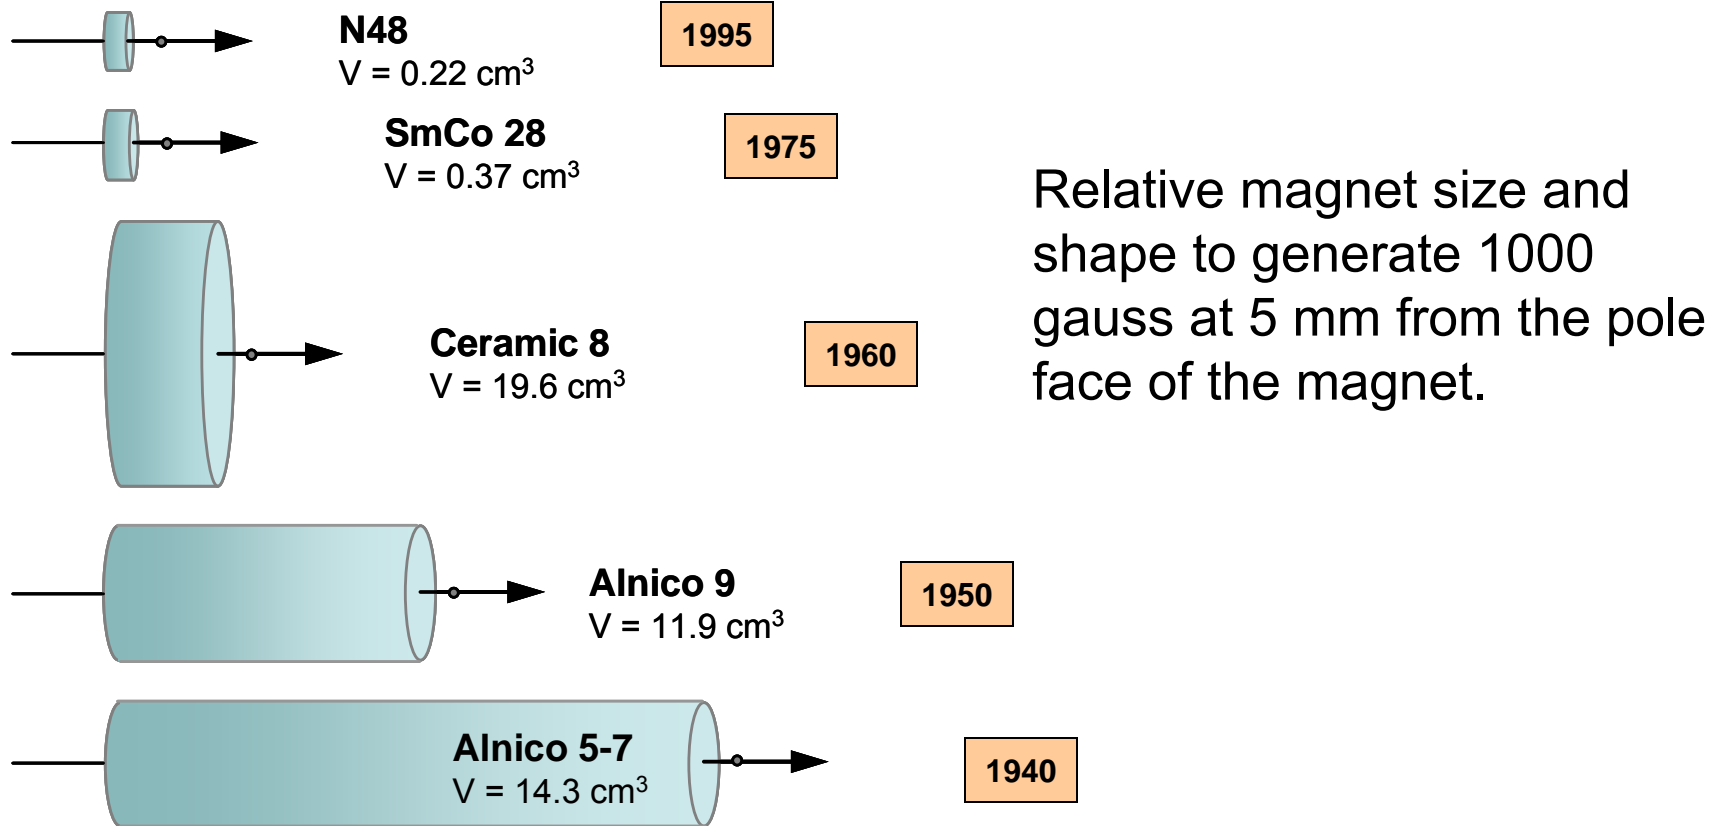 N48
V = 0.22 cm³
1995
SmCo 28
V = 0.37 cm³
1975
Ceramic 8
V = 19.6 cm³
1960
Alnico 9
V = 11.9 cm³
1950
Alnico 5-7
V = 14.3 cm³
1940
Relative magnet size and
shape to generate 1000
gauss at 5 mm from the pole
face of the magnet.